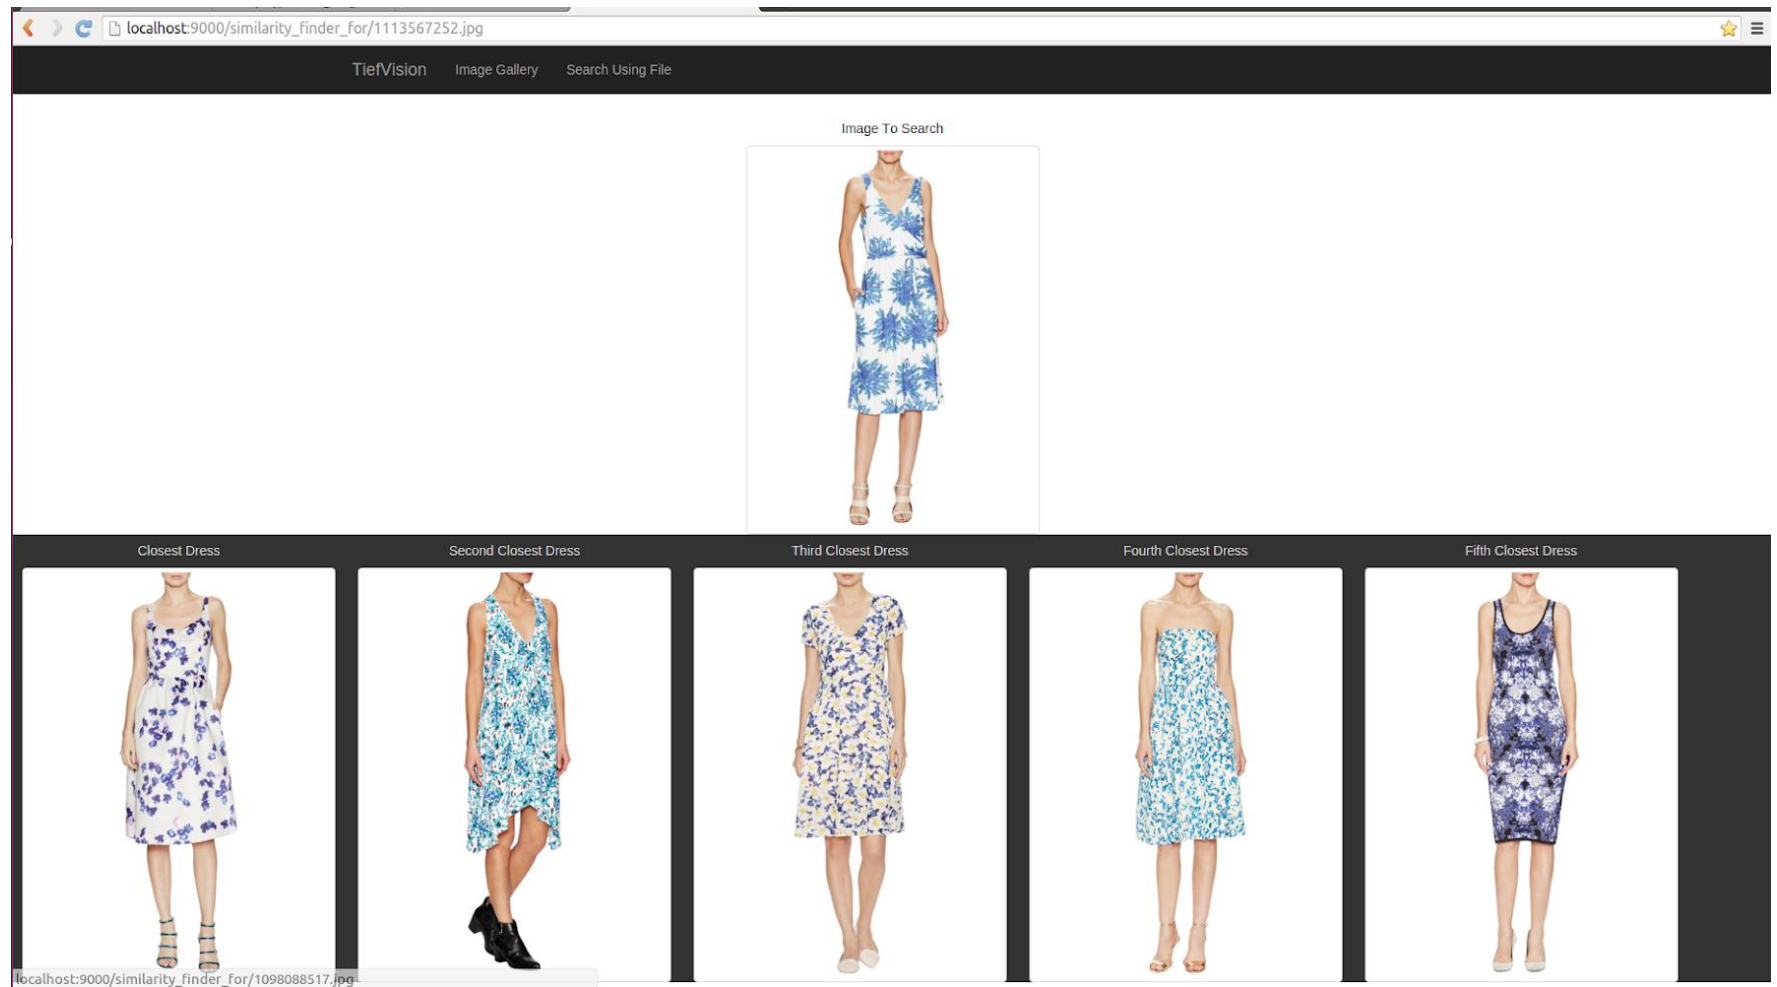 localhost:9000/similarity_finder_for/1113567252.jpg
TiefVision Image Gallery Search Using File
Image To Search
Closest Dress Second Closest Dress Third Closest Dress Fourth Closest Dress Fifth Closest Dress
localhost:9000/similarity_finder_for/1098088517.jpg